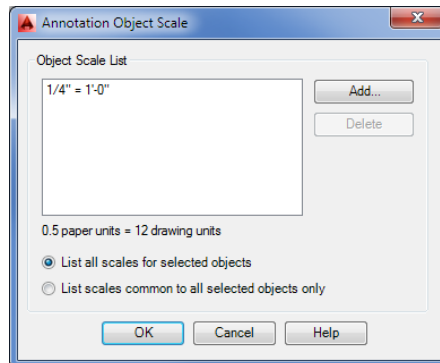 Annotation Object Scale
Object Scale List
1/4" = 1'-0"
Add...
Delete
0.5 paper units = 12 drawing units
List all scales for selected objects
List scales common to all selected objects only
OK
Cancel
Help